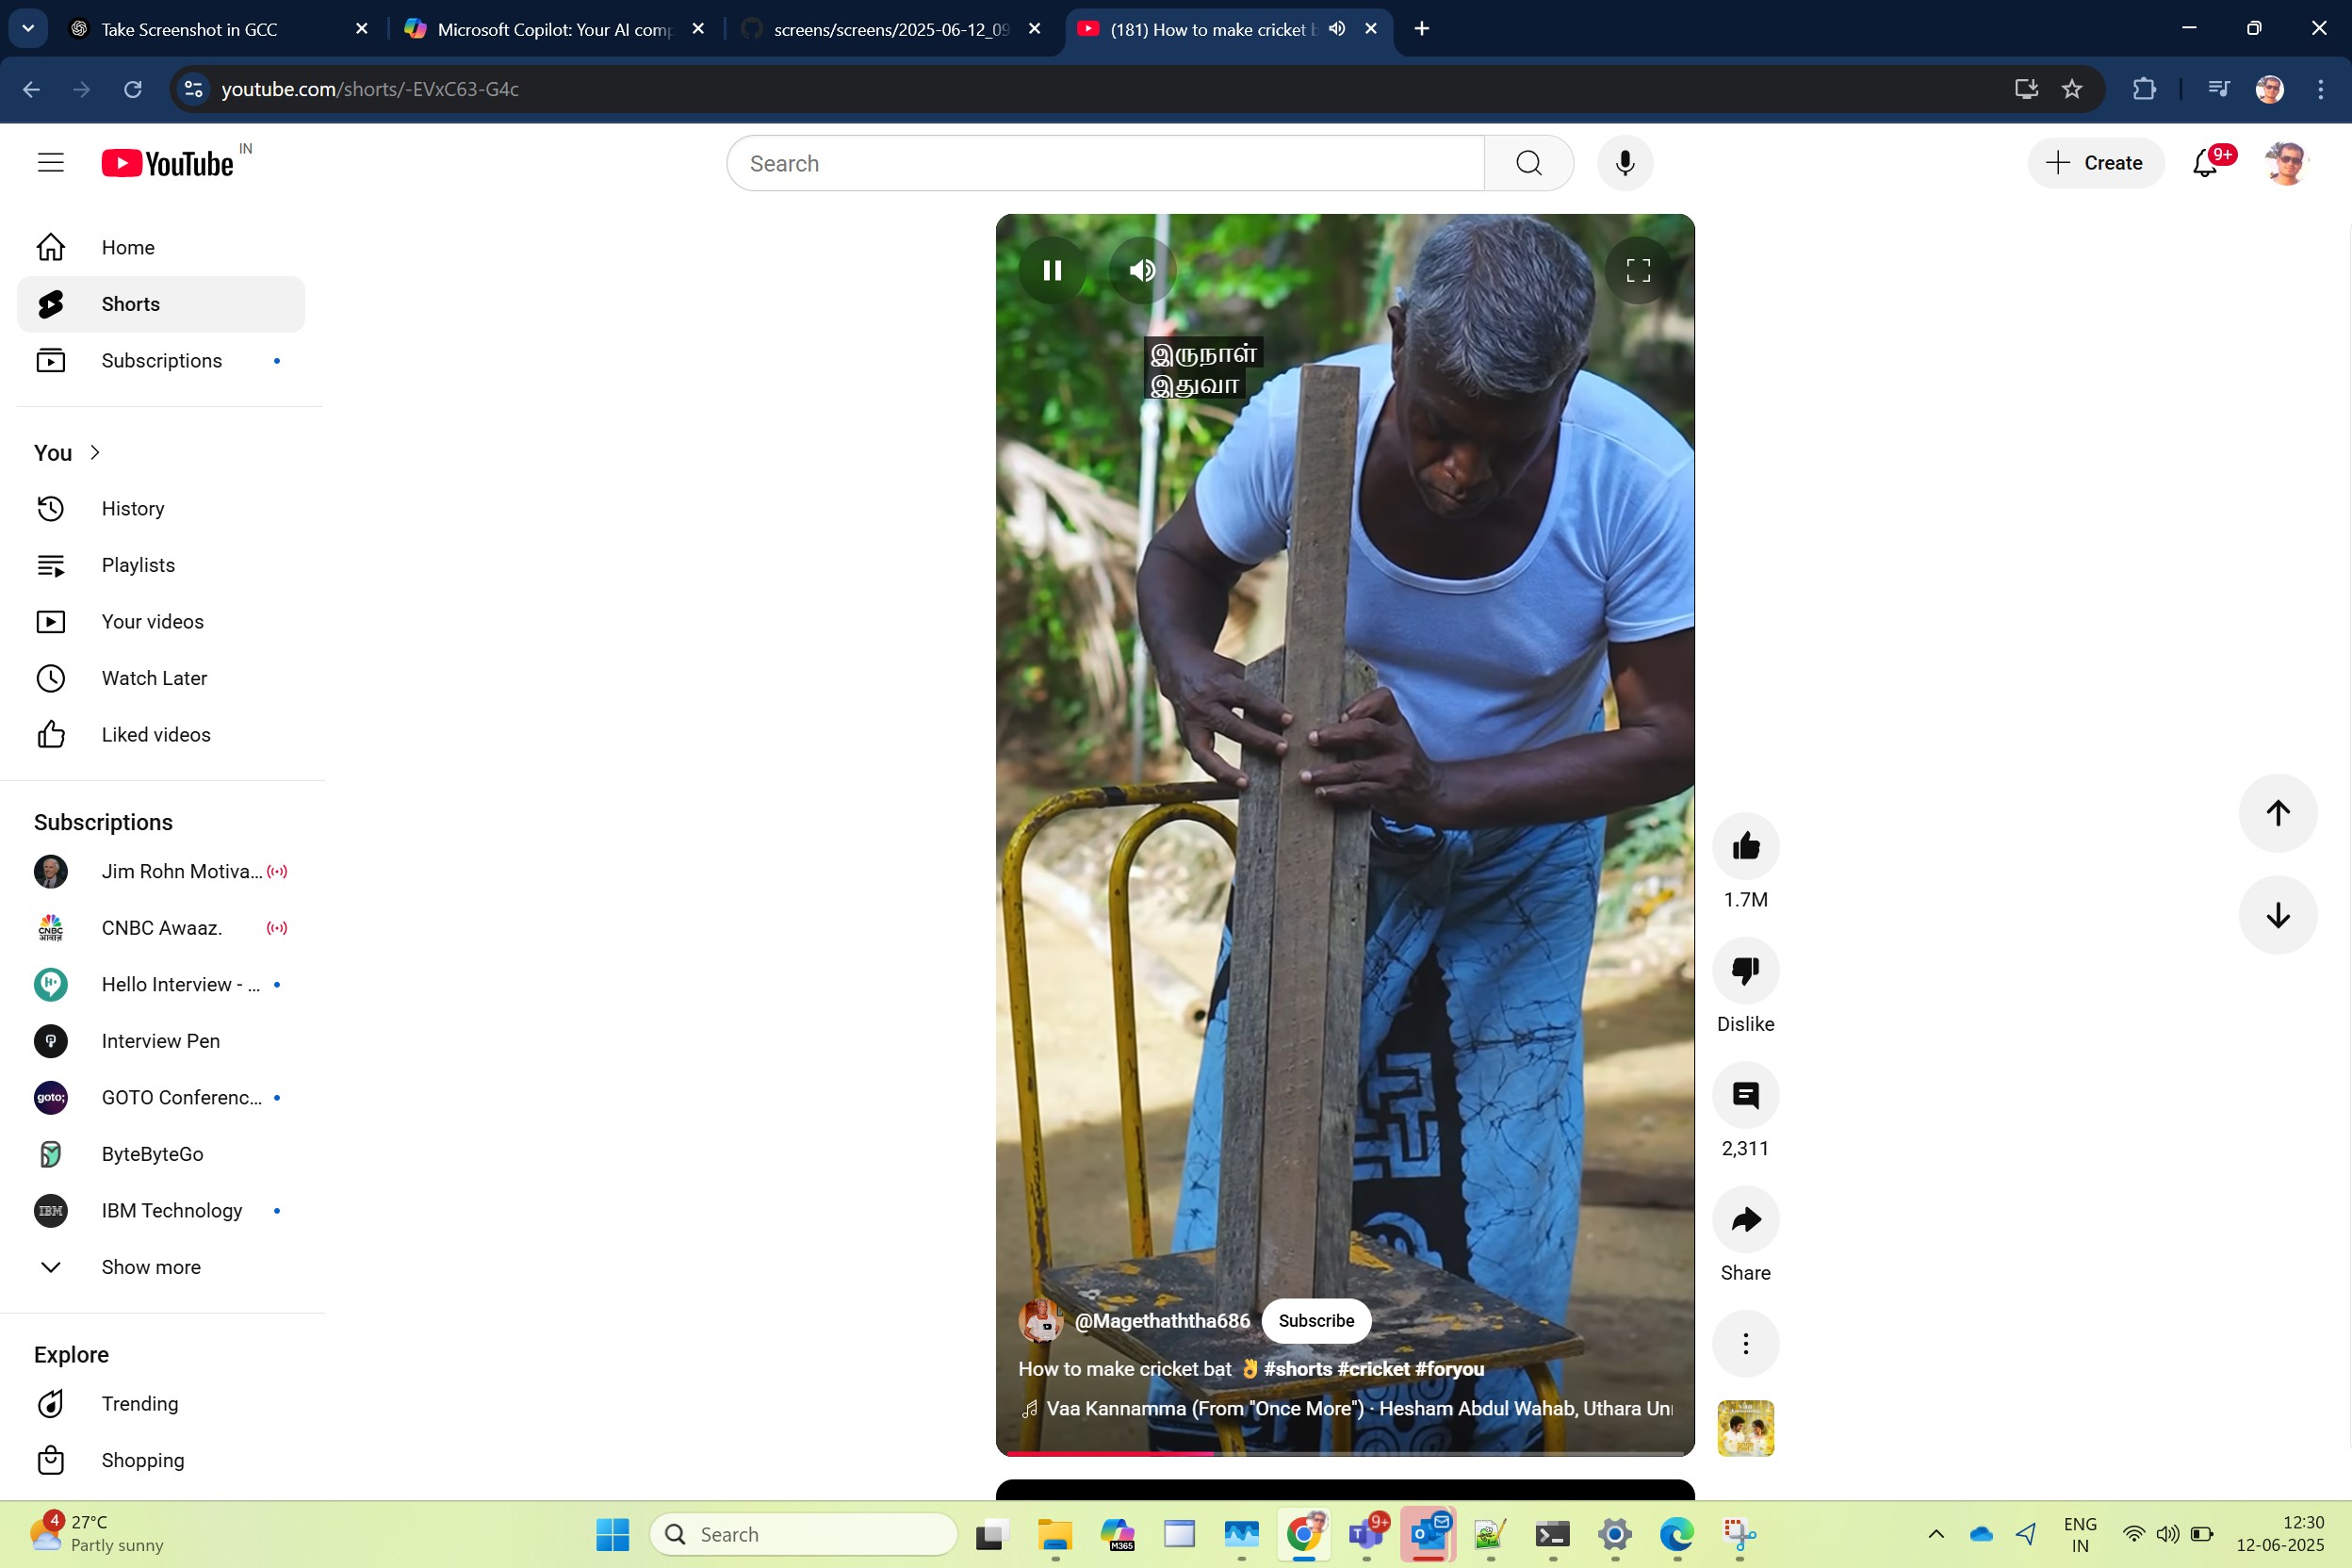 Take Screenshot in GCC
Microsoft Copilot: Your AI comp
screens/screens/2025-06-12_09
(181) How to make cricket b
youtube.com/shorts/-EVxC63-G4c
YouTube IN
Search
Create
9+
Home
Shorts
Subscriptions
You
History
Playlists
Your videos
Watch Later
Liked videos
Subscriptions
Jim Rohn Motiva...
CNBC Awaaz.
Hello Interview - ...
Interview Pen
GOTO Conferenc...
ByteByteGo
IBM Technology
Show more
Explore
Trending
Shopping
இருநாள்
இதுவா
@Magethaththa686
Subscribe
How to make cricket bat 👌 #shorts #cricket #foryou
Vaa Kannamma (From "Once More") · Hesham Abdul Wahab, Uthara Un
1.7M
Dislike
2,311
Share
4
27°C
Partly sunny
Search
M365
9+
ENG
IN
12:30
12-06-2025